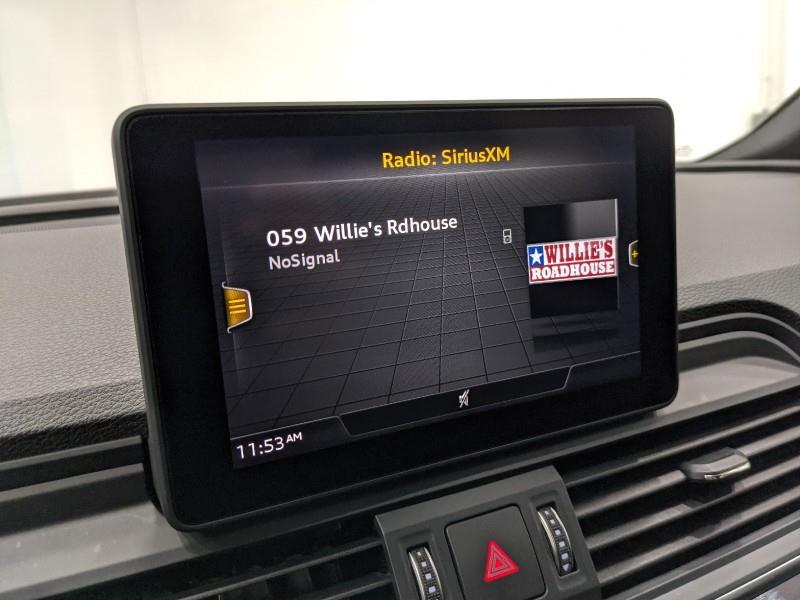 Radio: SiriusXM
059 Willie's Rdhouse
NoSignal
WILLIE'S
ROADHOUSE
11:53 AM